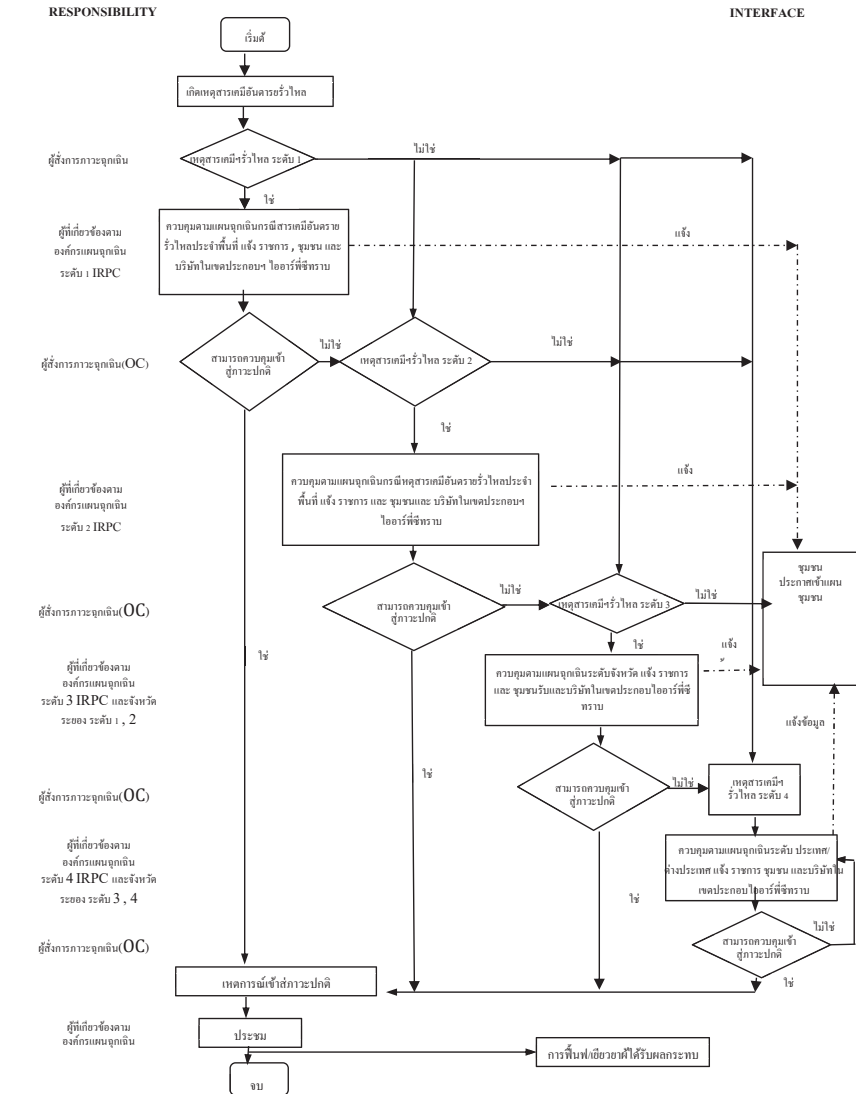 RESPONSIBILITY
INTERFACE
เริ่มต้
เกิดเหตุสารเคมีอันตารยรั่วไหล
ผู้สั่งการภาวะฉุกเฉิน
เหตุสารเคมีฯรั่วไหล ระดับ 1
ไม่ใช่
ใช่
ผู้ที่เกี่ยวข้องตาม
องค์กรแผนฉุกเฉิน
ระดับ 1 IRPC
ควบคุมตามแผนฉุกเฉินกรณีสารเคมีอันตราย
รั่วไหลประจำพื้นที่ แจ้ง ราชการ , ชุมชน และ
บริษัทในเขตประกอบฯ ไออาร์พี่ซีทราบ
แจ้ง
ผู้สั่งการภาวะฉุกเฉิน(OC)
สามารถควบคุมเข้า
สู่ภาวะปกติ
ไม่ใช่
เหตุสารเคมีฯรั่วไหล ระดับ 2
ไม่ใช่
ใช่
ผู้ที่เกี่ยวข้องตาม
องค์กรแผนฉุกเฉิน
ระดับ 2 IRPC
ควบคุมตามแผนฉุกเฉินกรณีเหตุสารเคมีอันตรายรั่วไหลประจำ
พื้นที่ แจ้ง ราชการ และ ชุมชนและ บริษัทในเขตประกอบฯ
ไออาร์พี่ซีทราบ
แจ้ง
ชุมชน
ประกาศเข้าแผน
ชุมชน
ผู้สั่งการภาวะฉุกเฉิน(OC)
สามารถควบคุมเข้า
สู่ภาวะปกติ
ไม่ใช่
เหตุสารเคมีฯรั่วไหล ระดับ 3
ไม่ใช่
ใช่
ใช่
แจ้ง
ผู้ที่เกี่ยวข้องตาม
องค์กรแผนฉุกเฉิน
ระดับ 3 IRPC และจังหวัด
ระยอง ระดับ 1 , 2
ควบคุมตามแผนฉุกเฉินระดับจังหวัด แจ้ง ราชการ
และ ชุมชนรับและบริษัทในเขตประกอบไออาร์พี่ซี
ทราบ
แจ้งข้อมูล
ใช่
ผู้สั่งการภาวะฉุกเฉิน(OC)
สามารถควบคุมเข้า
สู่ภาวะปกติ
ไม่ใช่
เหตุสารเคมีฯ
รั่วไหล ระดับ 4
ผู้ที่เกี่ยวข้องตาม
องค์กรแผนฉุกเฉิน
ระดับ 4 IRPC และจังหวัด
ระยอง ระดับ 3 , 4
ควบคุมตามแผนฉุกเฉินระดับ ประเทศ/
ต่างประเทศ แจ้ง ราชการ ชุมชน และบริษัทใน
เขตประกอบไออาร์พี่ซีทราบ
ใช่
ไม่ใช่
ผู้สั่งการภาวะฉุกเฉิน(OC)
สามารถควบคุมเข้า
สู่ภาวะปกติ
ใช่
เหตการณ์เข้าส่ภาวะปกติ
ผู้ที่เกี่ยวข้องตาม
องค์กรแผนฉุกเฉิน
ประชม
การฟื้นฟ/เยียวยาผ้ได้รับผลกระทบ
จบ